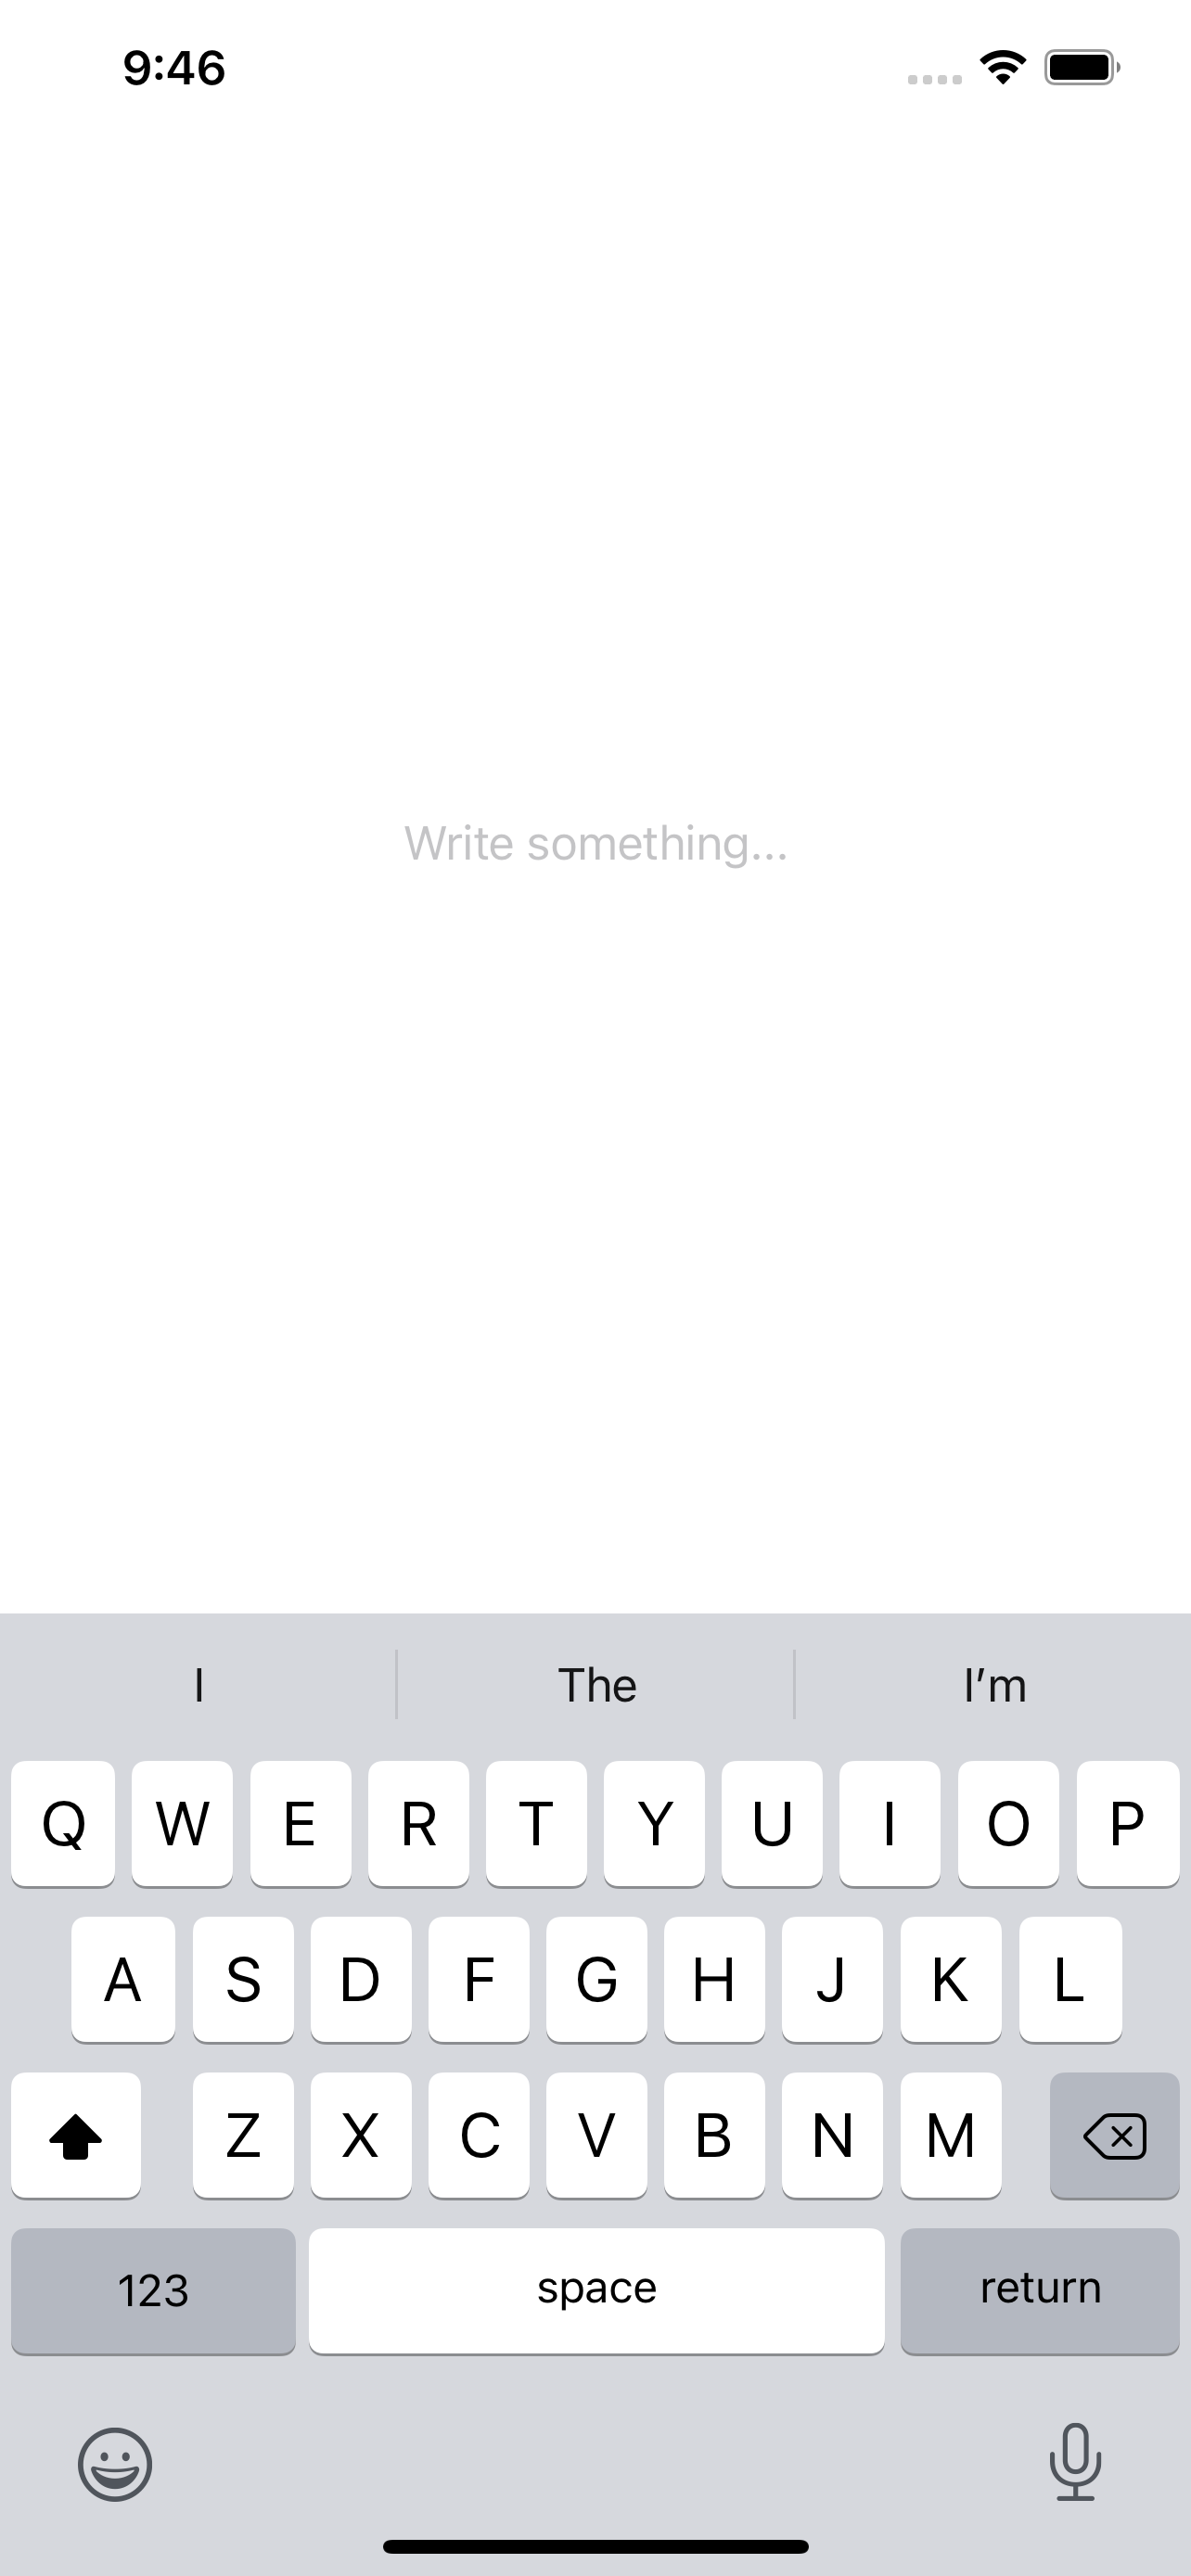 9:46
Write something...
I The I'm
Q W E R T Y U I O P
A S D F G H J K L
Z X C V B N M
123 space return